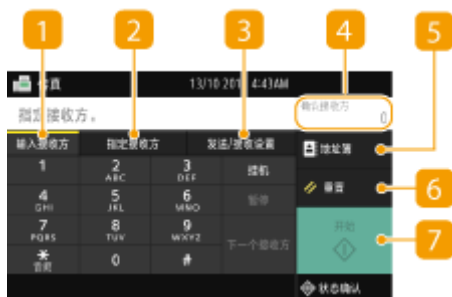 1
2
3
4
5
传真
13/10 201 4:43AM
指定接收方。
确认接收方
0
输入接收方
指定接收方
发送/接收设置
地址簿
1
2
ABC
3
DEF
挂机
重置
6
4
GHI
5
JKL
6
MNO
暂停
7
PQRS
8
TUV
9
WXYZ
下一个接收方
开始
7
*
音频
0
#
状态确认